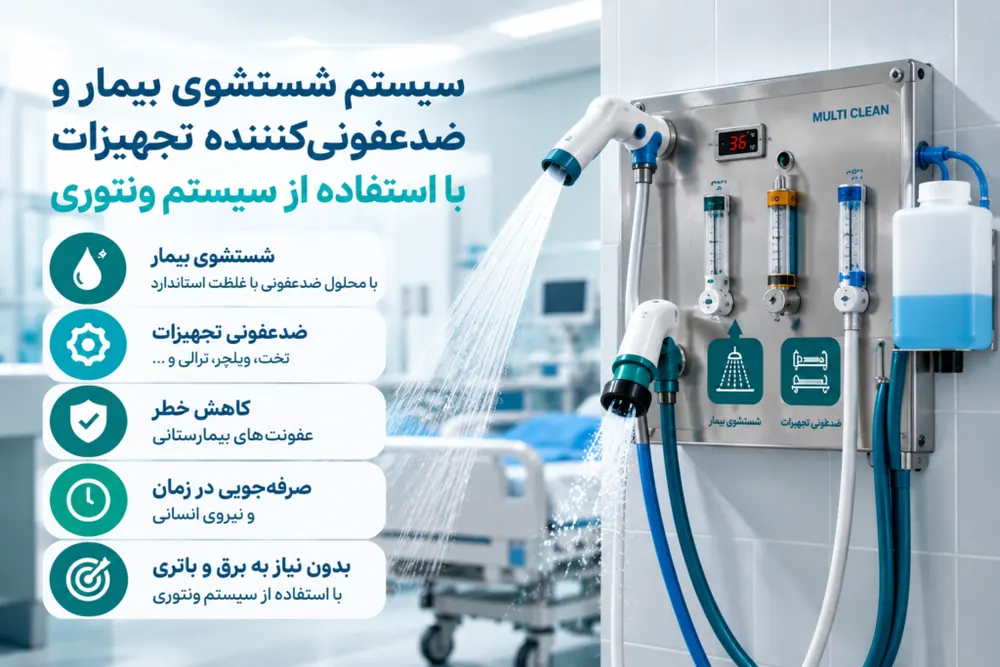 سیستم شستشوی بیمار و
ضدعفونی‌کننده تجهیزات
با استفاده از سیستم ونتوری
شستشوی بیمار
با محلول ضدعفونی با غلظت استاندارد
ضدعفونی تجهیزات
تخت، ویلچر، ترالی و ...
کاهش خطر
عفونت‌های بیمارستانی
صرفه‌جویی در زمان
و نیروی انسانی
بدون نیاز به برق و باتری
با استفاده از سیستم ونتوری
MULTI CLEAN
36
شستشوی بیمار
ضدعفونی تجهیزات